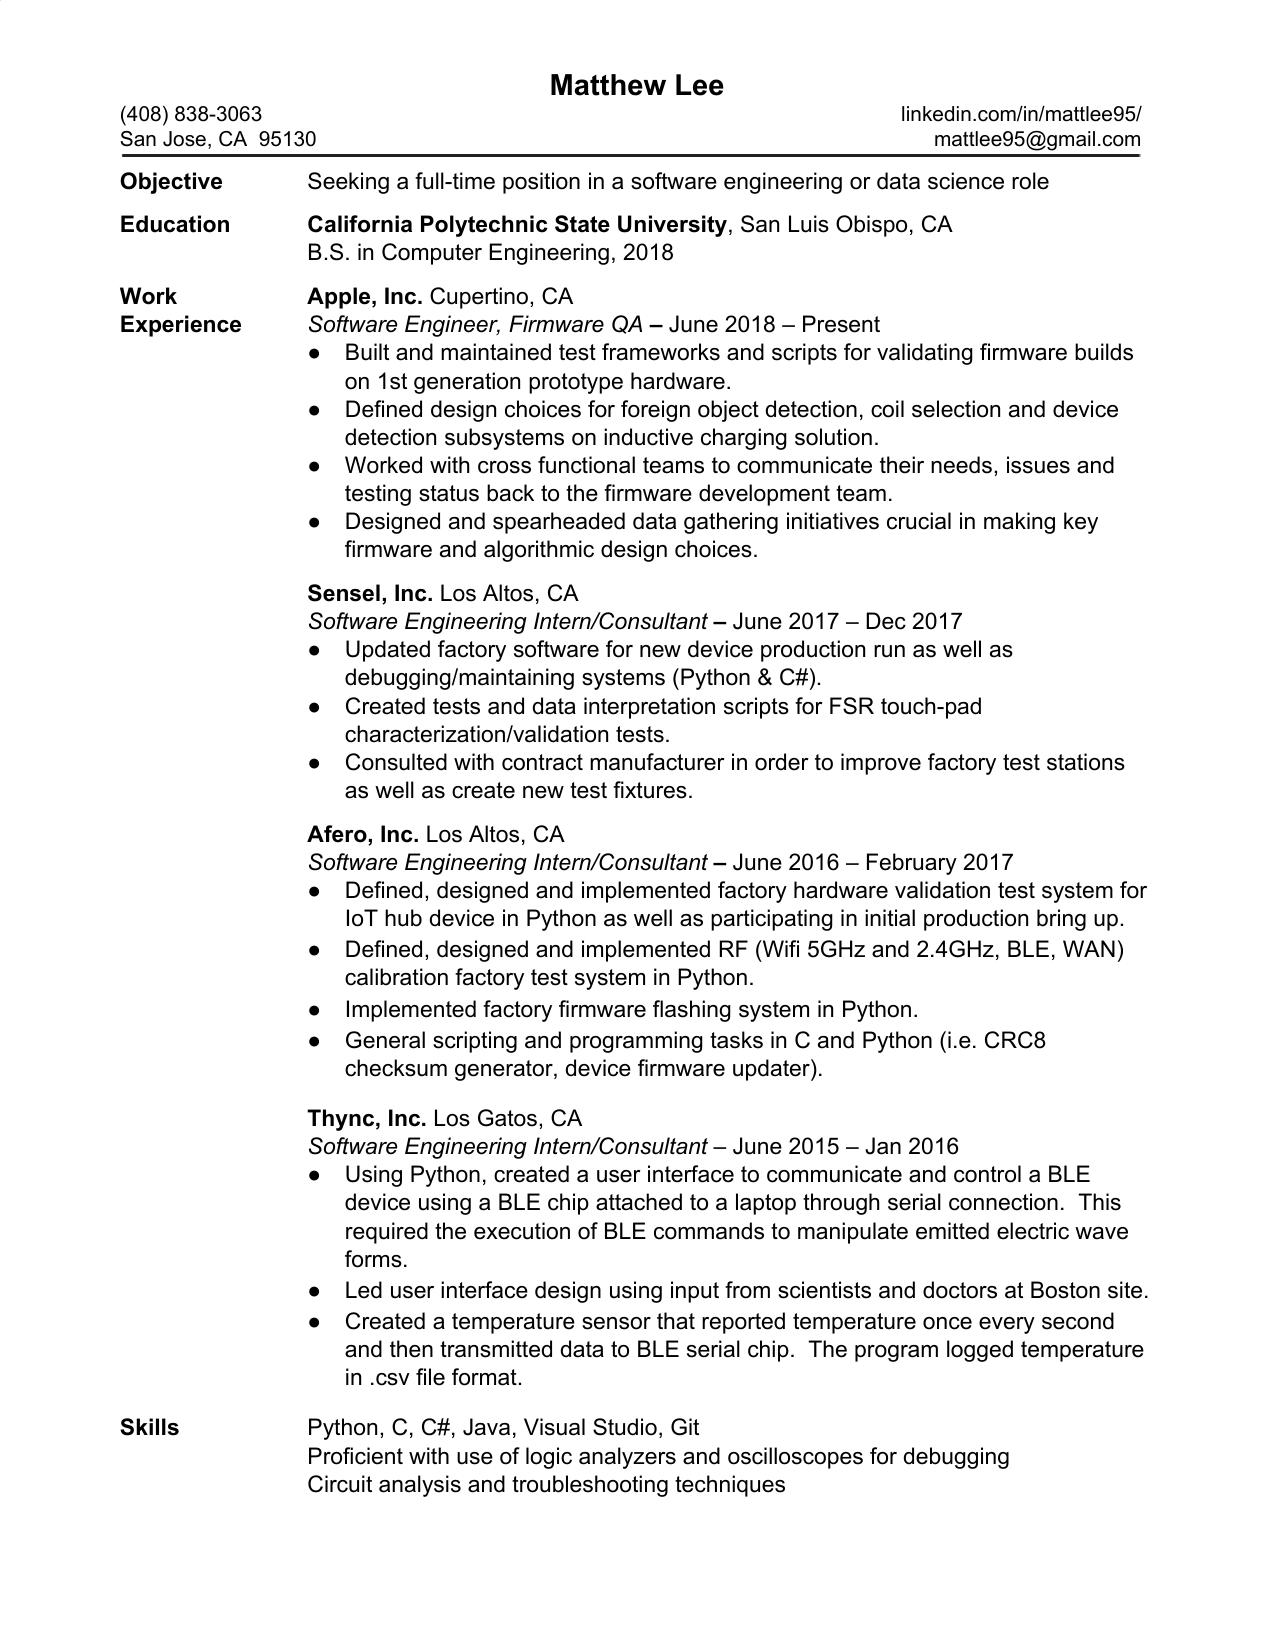 Matthew Lee
(408) 838-3063 linkedin.com/in/mattlee95/
San Jose, CA  95130 mattlee95@gmail.com
Objective Seeking a full-time position in a software engineering or data science role
Education California Polytechnic State University, San Luis Obispo, CA
B.S. in Computer Engineering, 2018
Work Apple, Inc. Cupertino, CA
Experience Software Engineer, Firmware QA – June 2018 – Present
● Built and maintained test frameworks and scripts for validating firmware builds
on 1st generation prototype hardware.
● Defined design choices for foreign object detection, coil selection and device
detection subsystems on inductive charging solution.
● Worked with cross functional teams to communicate their needs, issues and
testing status back to the firmware development team.
● Designed and spearheaded data gathering initiatives crucial in making key
firmware and algorithmic design choices.
Sensel, Inc. Los Altos, CA
Software Engineering Intern/Consultant – June 2017 – Dec 2017
● Updated factory software for new device production run as well as
debugging/maintaining systems (Python & C#).
● Created tests and data interpretation scripts for FSR touch-pad
characterization/validation tests.
● Consulted with contract manufacturer in order to improve factory test stations
as well as create new test fixtures.
Afero, Inc. Los Altos, CA
Software Engineering Intern/Consultant – June 2016 – February 2017
● Defined, designed and implemented factory hardware validation test system for
IoT hub device in Python as well as participating in initial production bring up.
● Defined, designed and implemented RF (Wifi 5GHz and 2.4GHz, BLE, WAN)
calibration factory test system in Python.
● Implemented factory firmware flashing system in Python.
● General scripting and programming tasks in C and Python (i.e. CRC8
checksum generator, device firmware updater).
Thync, Inc. Los Gatos, CA
Software Engineering Intern/Consultant – June 2015 – Jan 2016
● Using Python, created a user interface to communicate and control a BLE
device using a BLE chip attached to a laptop through serial connection.  This
required the execution of BLE commands to manipulate emitted electric wave
forms.
● Led user interface design using input from scientists and doctors at Boston site.
● Created a temperature sensor that reported temperature once every second
and then transmitted data to BLE serial chip.  The program logged temperature
in .csv file format.
Skills Python, C, C#, Java, Visual Studio, Git
Proficient with use of logic analyzers and oscilloscopes for debugging
Circuit analysis and troubleshooting techniques